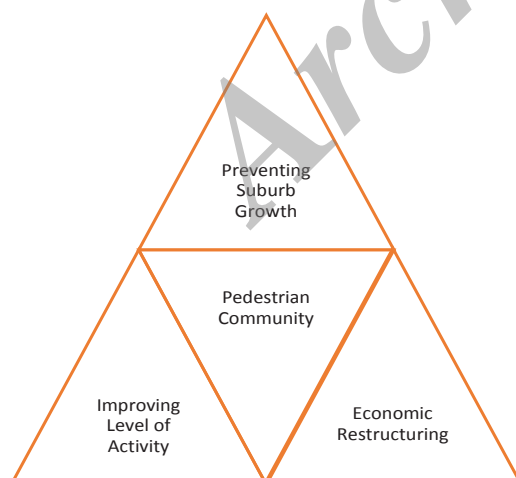 Preventing
Suburb
Growth
Pedestrian
Community
Improving
Level of
Activity
Economic
Restructuring